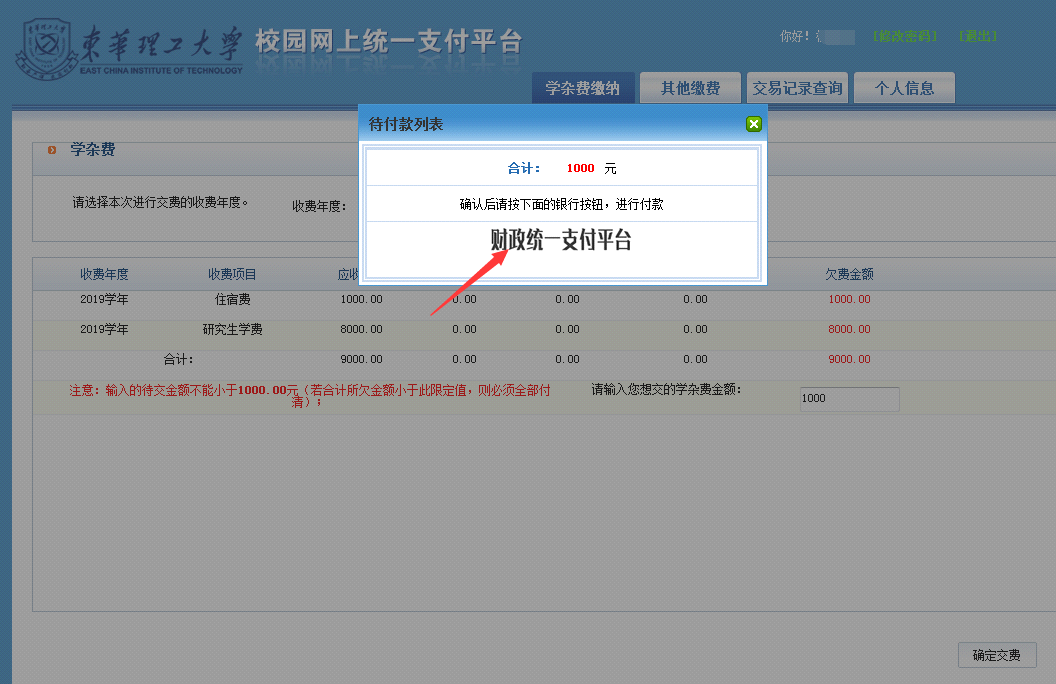 東華理工大学
EAST CHINA INSTITUTE OF TECHNOLOGY
校园网上统一支付平台
你好！
[修改密码] [退出]
学杂费缴纳 其他缴费 交易记录查询 个人信息
待付款列表
合计： 1000 元
确认后请按下面的银行按钮，进行付款
财政统一支付平台
学杂费
请选择本次进行交费的收费年度。 收费年度：
收费年度 收费项目 应收 欠费金额
2019学年 住宿费 1000.00 0.00 0.00 0.00 1000.00
2019学年 研究生学费 8000.00 0.00 0.00 0.00 8000.00
合计： 9000.00 0.00 0.00 0.00 9000.00
注意：输入的待交金额不能小于1000.00元（若合计所欠金额小于此限定值，则必须全部付
清）；
请输入您想交的学杂费金额： 1000
确定交费